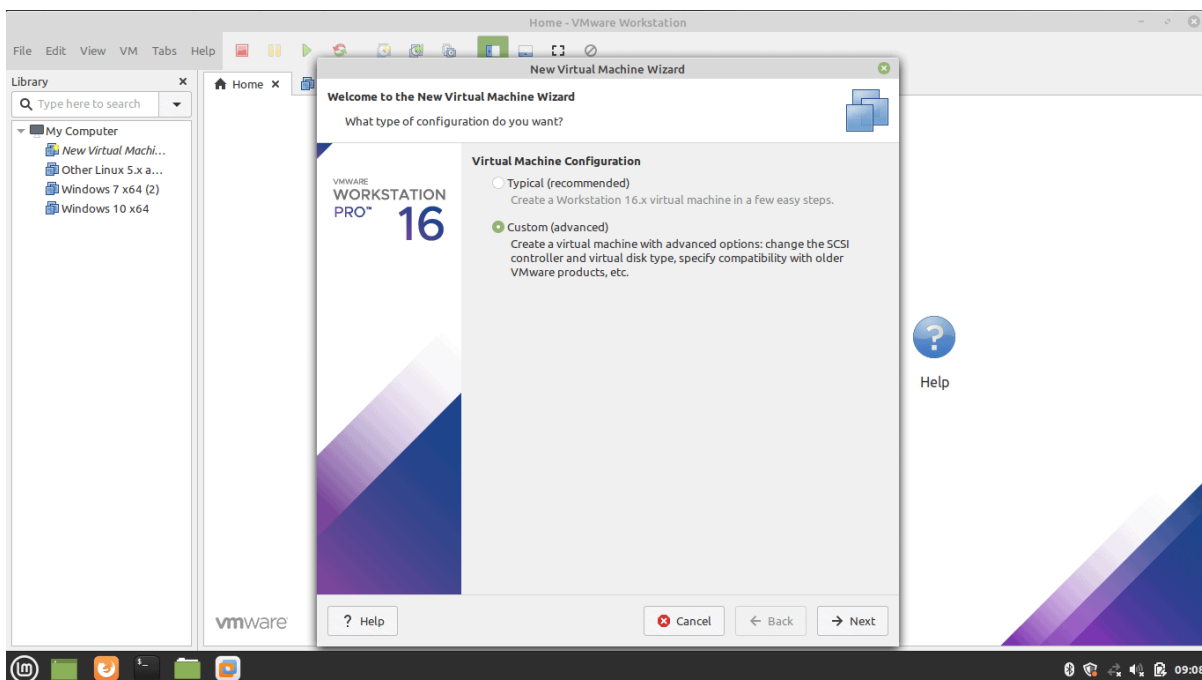 Home - VMware Workstation
File Edit View VM Tabs Help
Library
Type here to search
My Computer
New Virtual Machi...
Other Linux 5.x a...
Windows 7 x64 (2)
Windows 10 x64
Home
New Virtual Machine Wizard
Welcome to the New Virtual Machine Wizard
What type of configuration do you want?
VMWARE
WORKSTATION
PRO™ 16
Virtual Machine Configuration
Typical (recommended)
Create a Workstation 16.x virtual machine in a few easy steps.
Custom (advanced)
Create a virtual machine with advanced options: change the SCSI
controller and virtual disk type, specify compatibility with older
VMware products, etc.
? Help
Cancel
Back
Next
?
Help
vmware
lm
$_
09:08